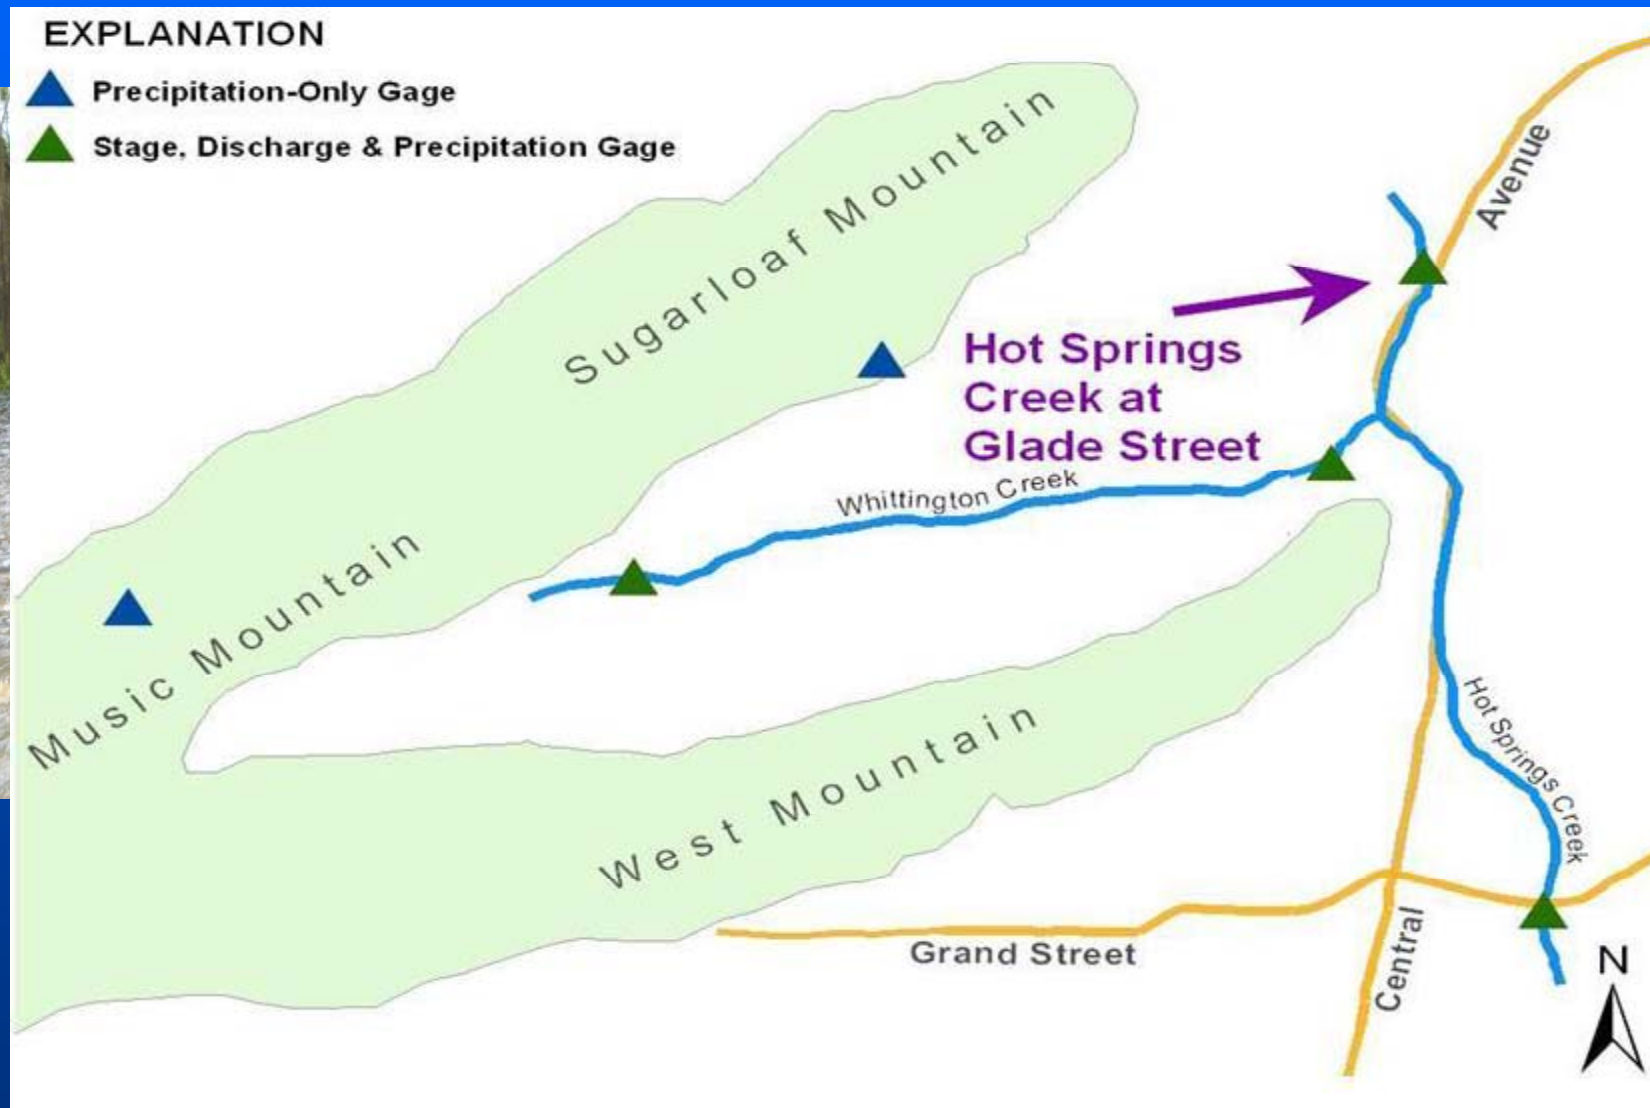 EXPLANATION
Precipitation-Only Gage
Stage, Discharge & Precipitation Gage
Sugarloaf Mountain
Avenue
Hot Springs
Creek at
Glade Street
Whittington Creek
Music Mountain
West Mountain
Hot Springs Creek
Grand Street
Central
N